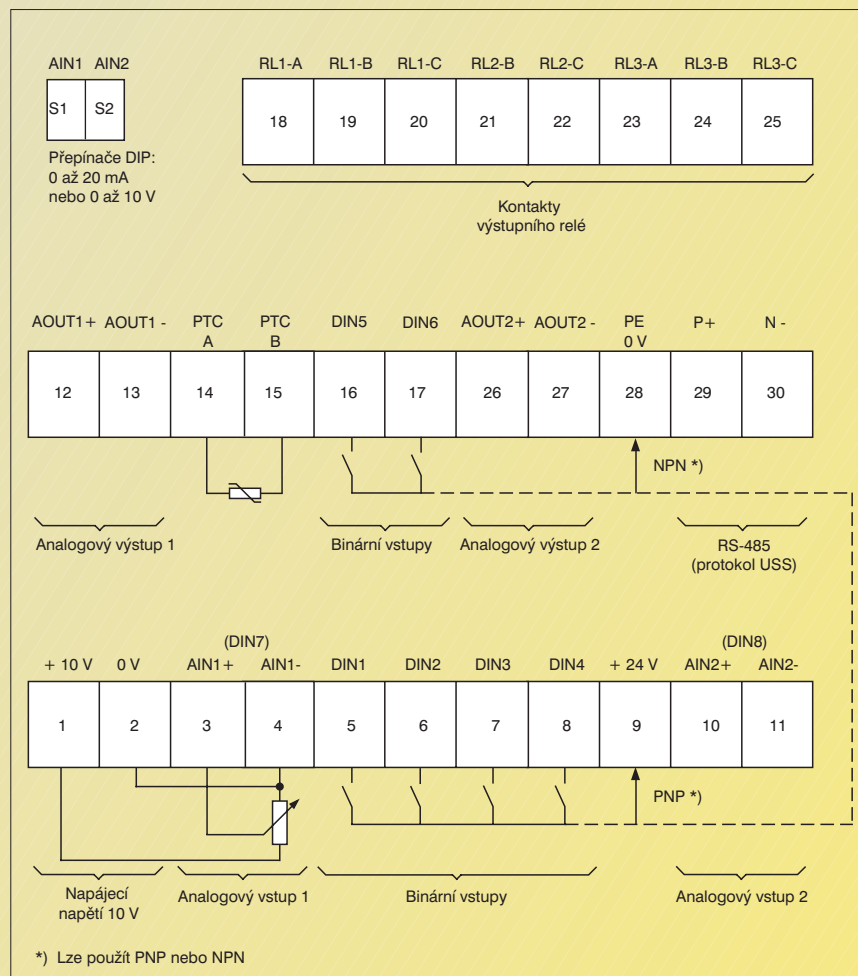 AIN1 AIN2
S1 S2
Přepínače DIP:
0 až 20 mA
nebo 0 až 10 V
RL1-A RL1-B RL1-C RL2-B RL2-C RL3-A RL3-B RL3-C
18 19 20 21 22 23 24 25
Kontakty
výstupního relé
AOUT1+ AOUT1 - PTC A PTC B DIN5 DIN6 AOUT2+ AOUT2 - PE 0 V P+ N -
12 13 14 15 16 17 26 27 28 29 30
NPN *)
Analogový výstup 1 Binární vstupy Analogový výstup 2 RS-485
(protokol USS)
(DIN7) (DIN8)
+ 10 V 0 V AIN1+ AIN1- DIN1 DIN2 DIN3 DIN4 + 24 V AIN2+ AIN2-
1 2 3 4 5 6 7 8 9 10 11
PNP *)
Napájecí
napětí 10 V Analogový vstup 1 Binární vstupy Analogový vstup 2
*) Lze použít PNP nebo NPN